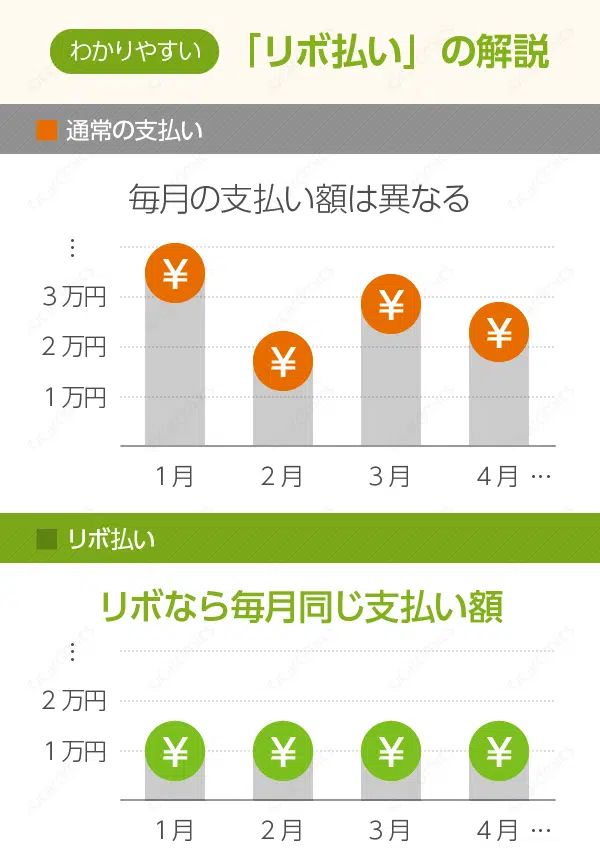 わかりやすい 「リボ払い」の解説
通常の支払い
毎月の支払い額は異なる
⋮
3万円
¥ ¥ ¥ ¥
2万円
1万円
1月 2月 3月 4月 …
リボ払い
リボなら毎月同じ支払い額
⋮
2万円
1万円 ¥ ¥ ¥ ¥
1月 2月 3月 4月 …